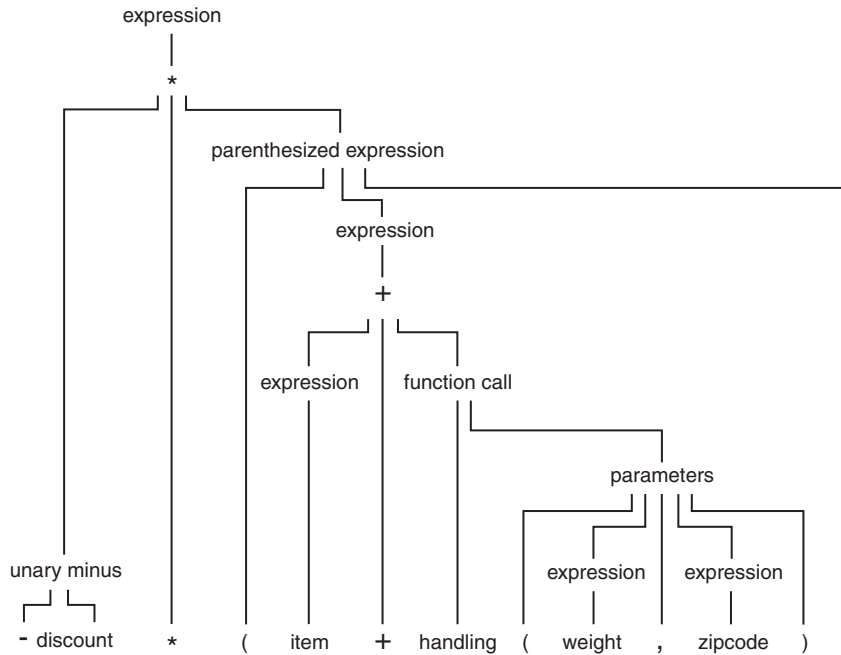 expression
*
parenthesized expression
expression
+
expression function call
parameters
unary minus expression expression
- discount * ( item + handling ( weight , zipcode )